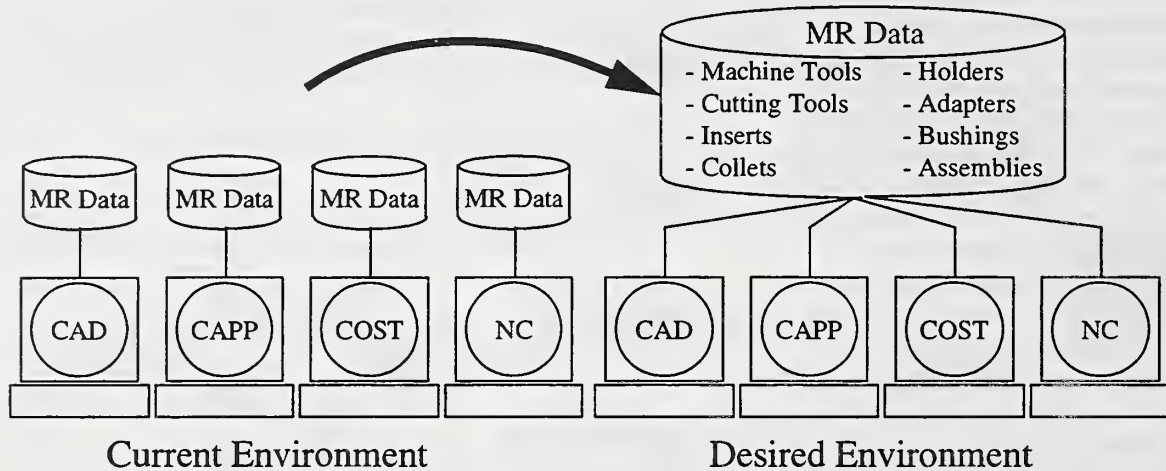 MR Data
- Machine Tools
- Cutting Tools
- Inserts
- Collets
- Holders
- Adapters
- Bushings
- Assemblies
MR Data MR Data MR Data MR Data
CAD CAPP COST NC
CAD CAPP COST NC
Current Environment
Desired Environment